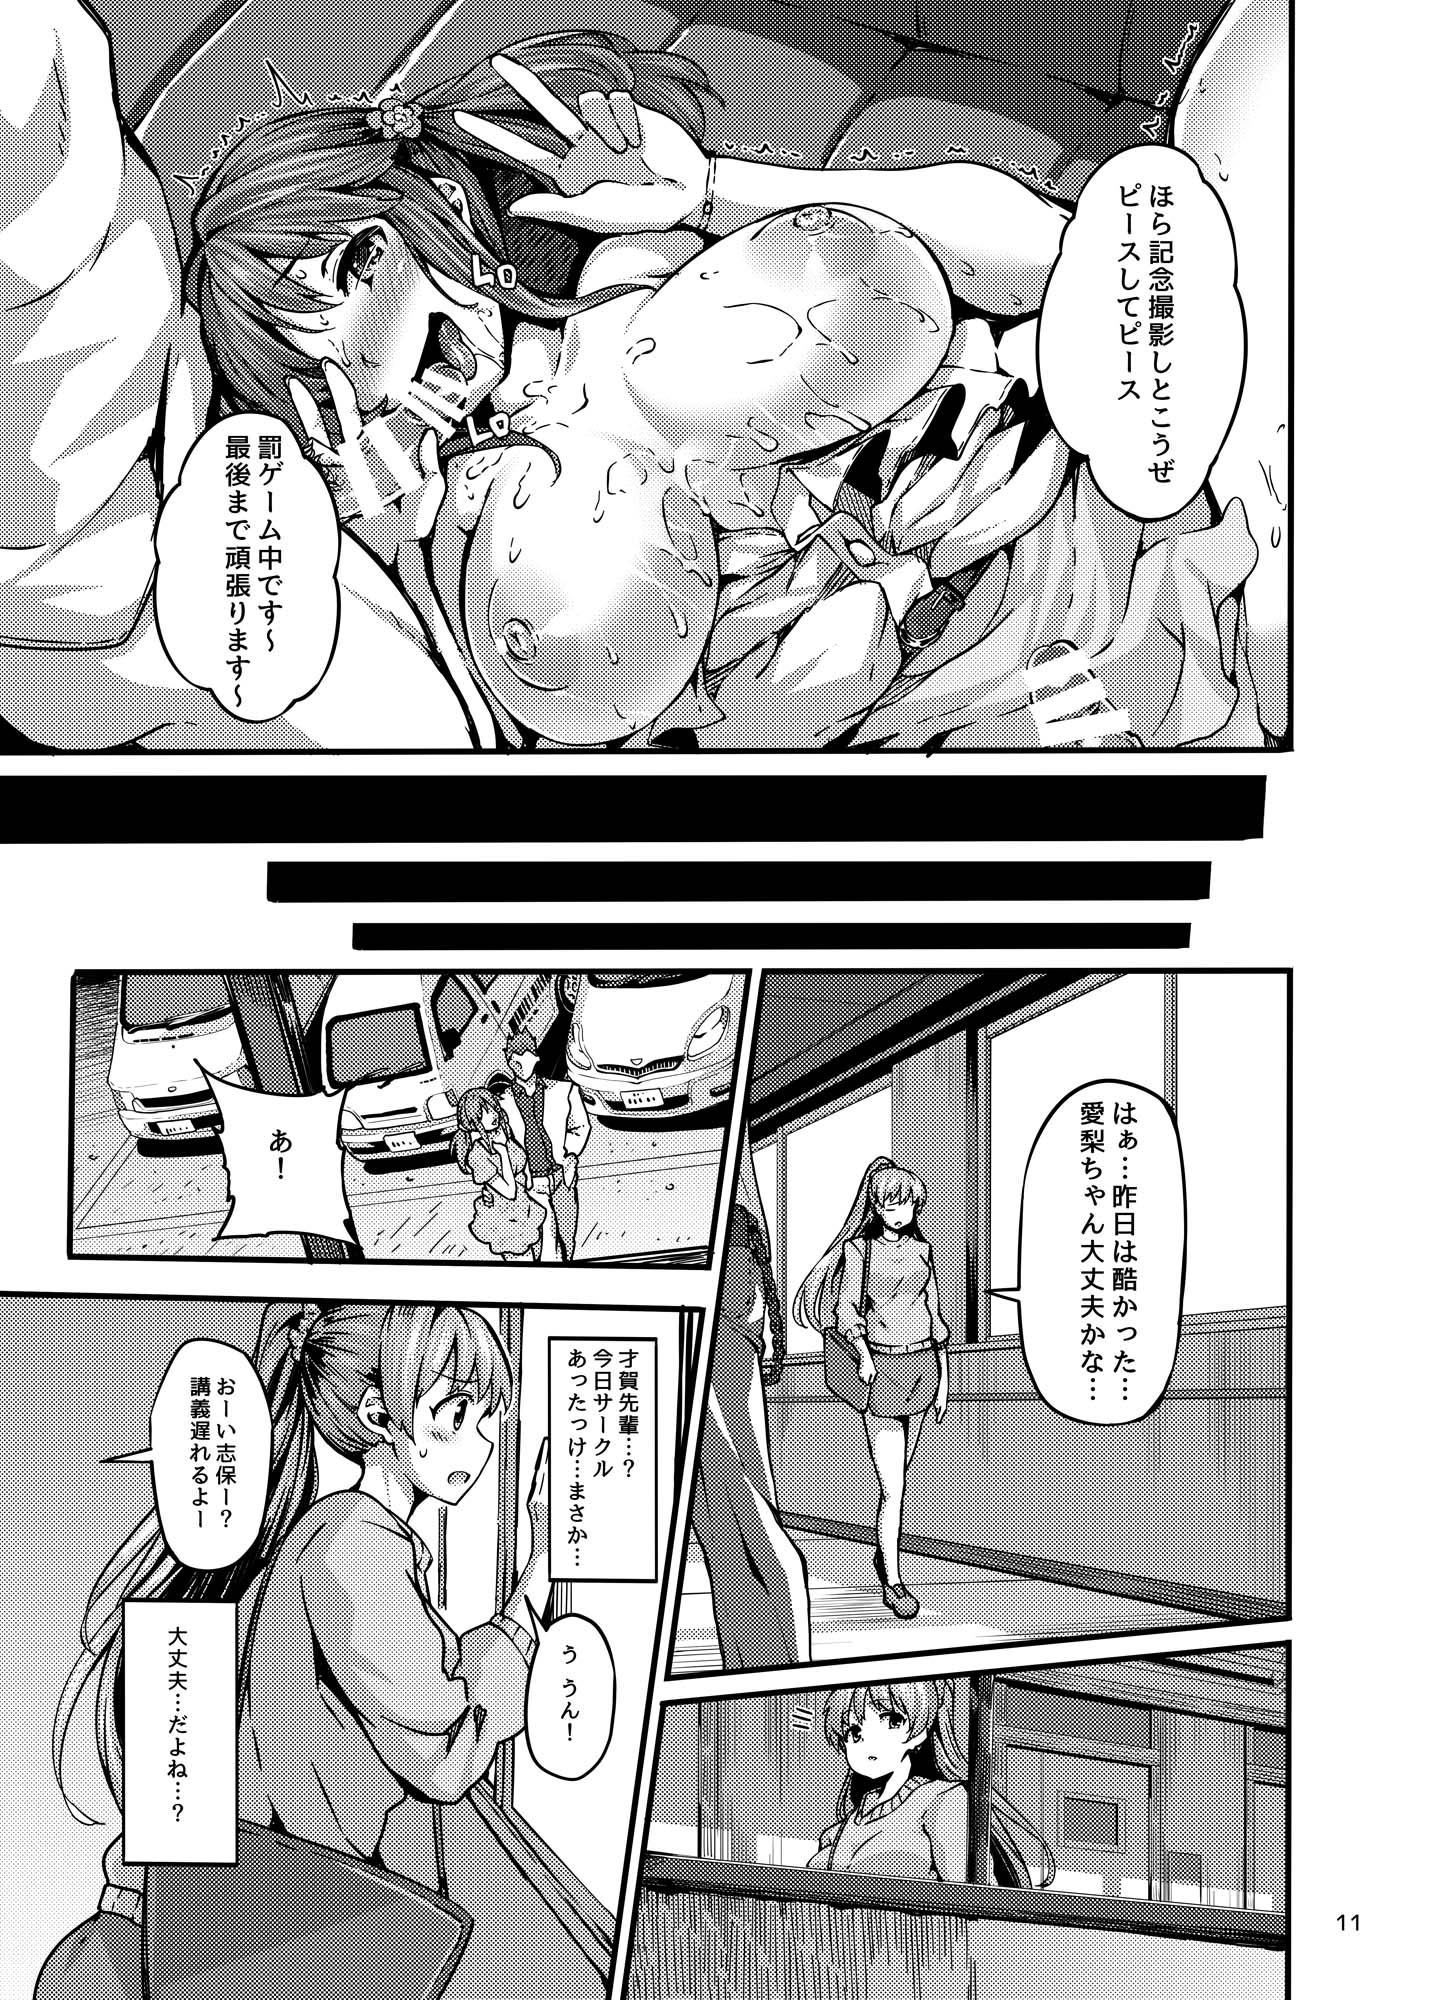 ほら記念撮影しとこうぜ
ピースしてピース
罰ゲーム中です～
最後まで頑張ります～
はぁ…昨日は酷かった…
愛梨ちゃん大丈夫かな…
あ！
才賀先輩…？
今日サークル
あったっけ…まさか…
う うん！
おーい志保ー？
講義遅れるよー
大丈夫…だよね…？
11